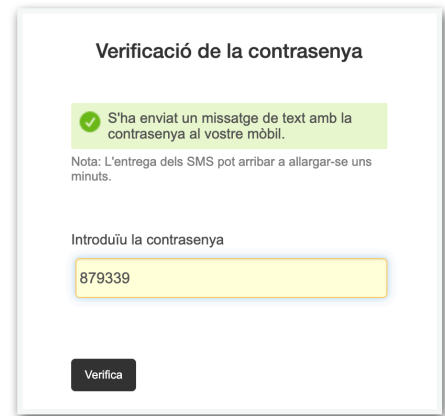 Verificació de la contrasenya
S'ha enviat un missatge de text amb la
contrasenya al vostre mòbil.
Nota: L'entrega dels SMS pot arribar a allargar-se uns
minuts.
Introduïu la contrasenya
879339
Verifica